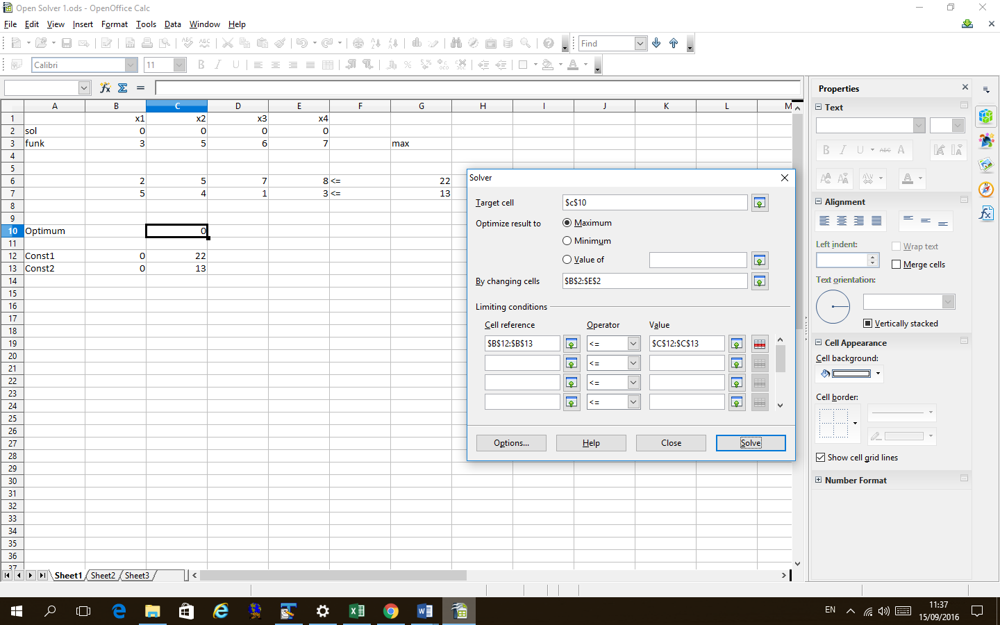 Open Solver 1.ods - OpenOffice Calc
File Edit View Insert Format Tools Data Window Help
Find
Calibri 11
Properties
A B C D E F G H I J K L M
1 x1 x2 x3 x4
2 sol 0 0 0 0
3 funk 3 5 6 7 max
4
5
6 2 5 7 8 <= 22
7 5 4 1 3 <= 13
8
9
10 Optimum 0
11
12 Const1 0 22
13 Const2 0 13
14
15
16
17
18
19
20
21
22
23
24
25
26
27
28
29
30
31
32
33
34
35
36
37
Solver
Target cell $c$10
Optimize result to Maximum
Minimum
Value of
By changing cells $B$2:$E$2
Limiting conditions
Cell reference Operator Value
$B$12:$B$13 <= $C$12:$C$13
<=
<=
<=
Options... Help Close Solve
Text
B I U ABC A
Alignment
Left indent:
Wrap text
Merge cells
Text orientation:
Vertically stacked
Cell Appearance
Cell background:
Cell border:
Show cell grid lines
Number Format
Sheet1 Sheet2 Sheet3
EN
11:37
15/09/2016